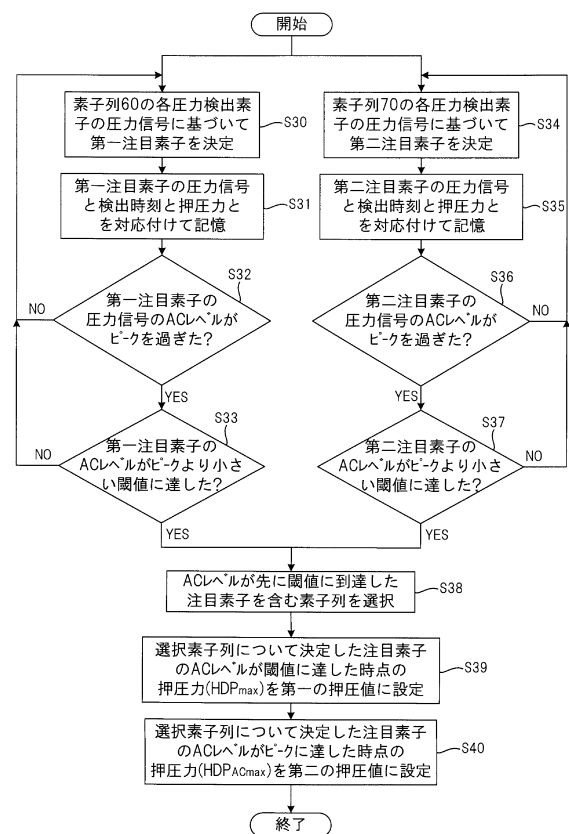 開始
素子列60の各圧力検出素
子の圧力信号に基づいて
第一注目素子を決定
S30
第一注目素子の圧力信号
と検出時刻と押圧力と
を対応付けて記憶
S31
S32
第一注目素子の
圧力信号のACﾚﾍﾞﾙが
ﾋﾟｰｸを過ぎた?
NO
YES
S33
第一注目素子の
ACﾚﾍﾞﾙがﾋﾟｰｸより小さ
い閾値に達した?
NO
YES
素子列70の各圧力検出素
子の圧力信号に基づいて
第二注目素子を決定
S34
第二注目素子の圧力信号
と検出時刻と押圧力と
を対応付けて記憶
S35
S36
第二注目素子の
圧力信号のACﾚﾍﾞﾙが
ﾋﾟｰｸを過ぎた?
NO
YES
S37
第二注目素子の
ACﾚﾍﾞﾙがﾋﾟｰｸより小さ
い閾値に達した?
NO
YES
ACﾚﾍﾞﾙが先に閾値に到達した
注目素子を含む素子列を選択
S38
選択素子列について決定した注目素子
のACﾚﾍﾞﾙが閾値に達した時点の
押圧力(HDPmax)を第一の押圧値に設定
S39
選択素子列について決定した注目素子
のACﾚﾍﾞﾙがﾋﾟｰｸに達した時点の
押圧力(HDPACmax)を第二の押圧値に設定
S40
終了